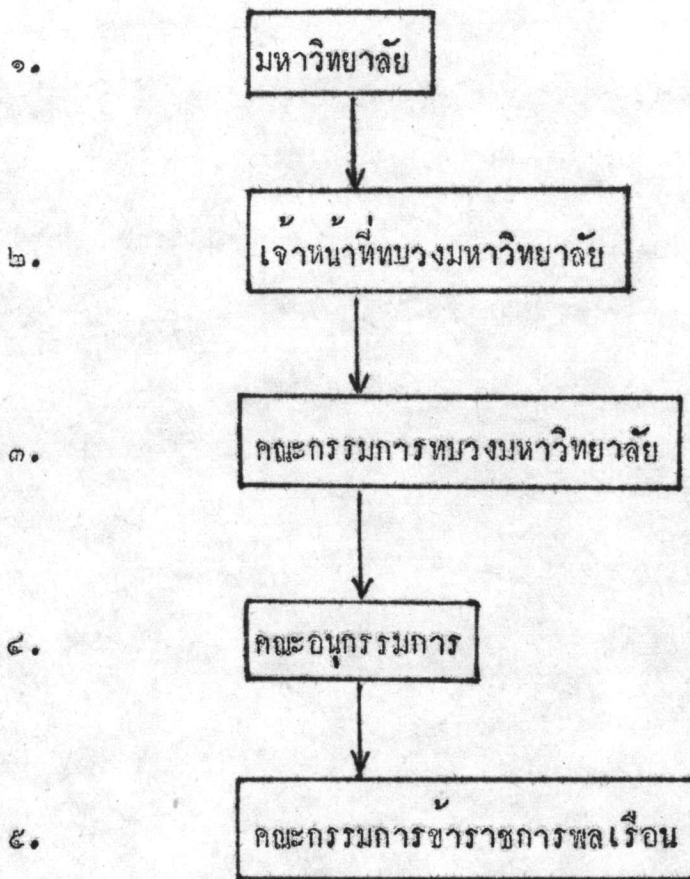 ๑. มหาวิทยาลัย
๒. เจ้าหน้าที่ทบวงมหาวิทยาลัย
๓. คณะกรรมการทบวงมหาวิทยาลัย
๔. คณะอนุกรรมการ
๕. คณะกรรมการข้าราชการพลเรือน